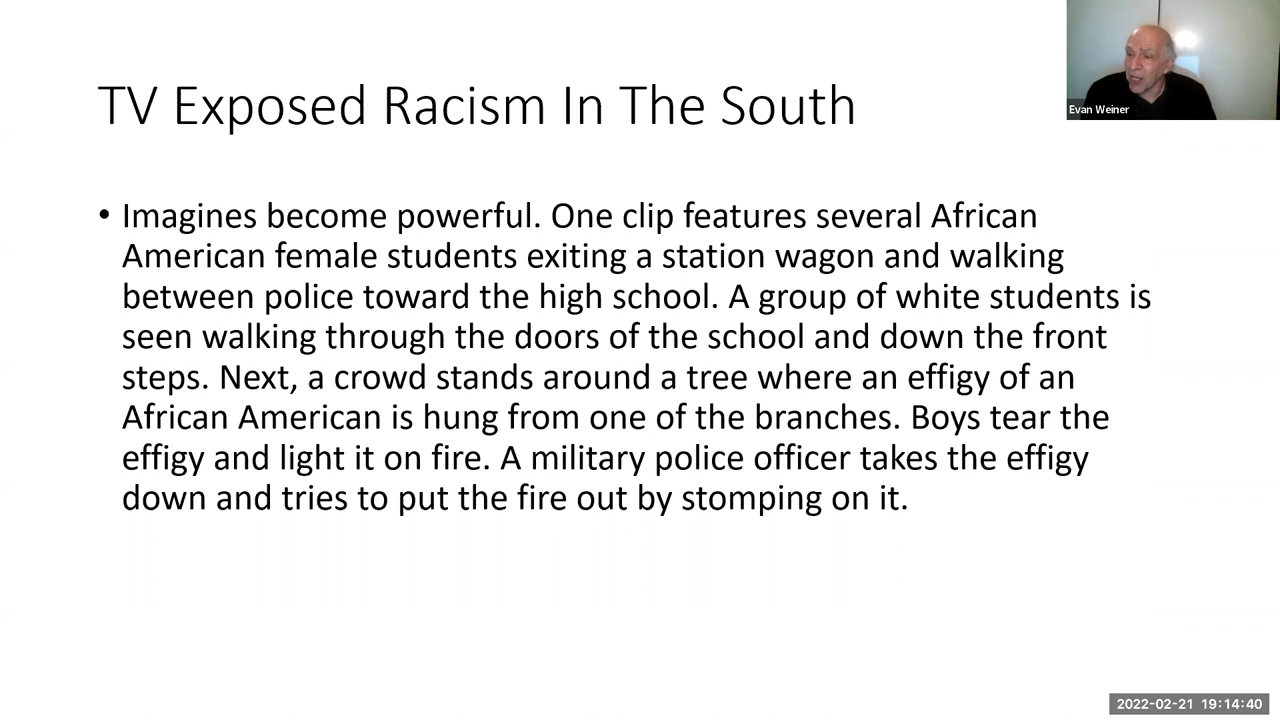 TV Exposed Racism In The South
Evan Weiner
• Imagines become powerful. One clip features several African
American female students exiting a station wagon and walking
between police toward the high school. A group of white students is
seen walking through the doors of the school and down the front
steps. Next, a crowd stands around a tree where an effigy of an
African American is hung from one of the branches. Boys tear the
effigy and light it on fire. A military police officer takes the effigy
down and tries to put the fire out by stomping on it.
2022-02-21 19:14:40